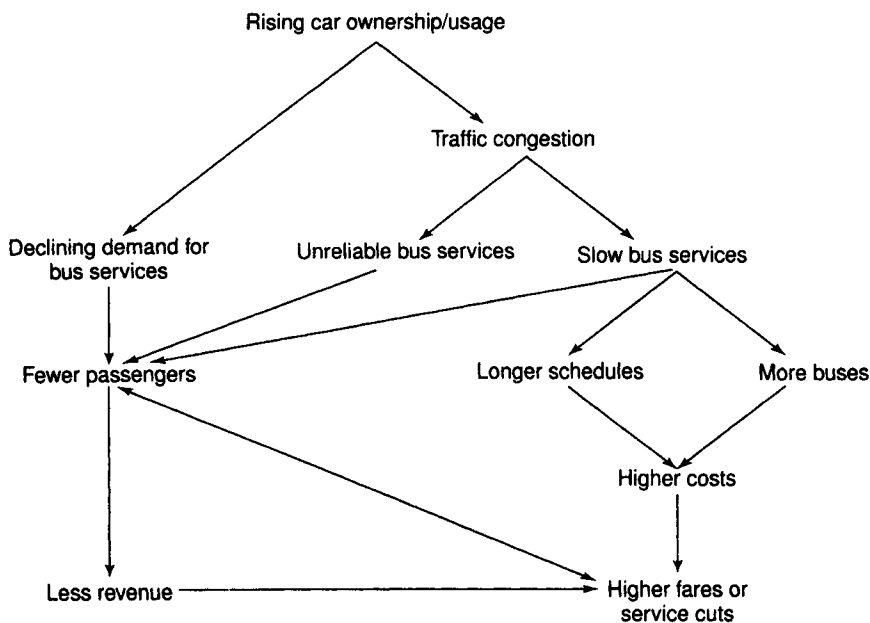 Rising car ownership/usage
Traffic congestion
Declining demand for
bus services
Unreliable bus services
Slow bus services
Fewer passengers
Longer schedules
More buses
Higher costs
Less revenue
Higher fares or
service cuts